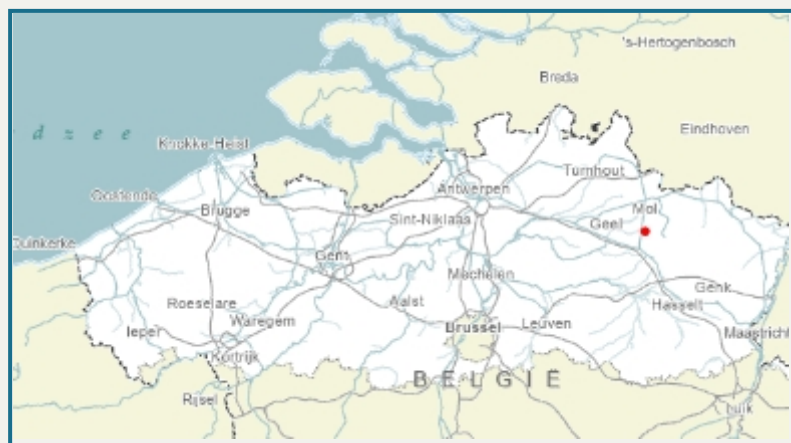 's-Hertogenbosch
Breda
Eindhoven
d z e e
Knokke-Heist
Turnhout
Oostende
Antwerpen
Mol
Brugge
Sint-Niklaas
Geel
Duinkerke
Gent
Mechelen
Genk
Roeselare
Aalst
Hasselt
Ieper
Waregem
Brussel
Leuven
Maastricht
Kortrijk
BELGIË
Rijsel
Luik